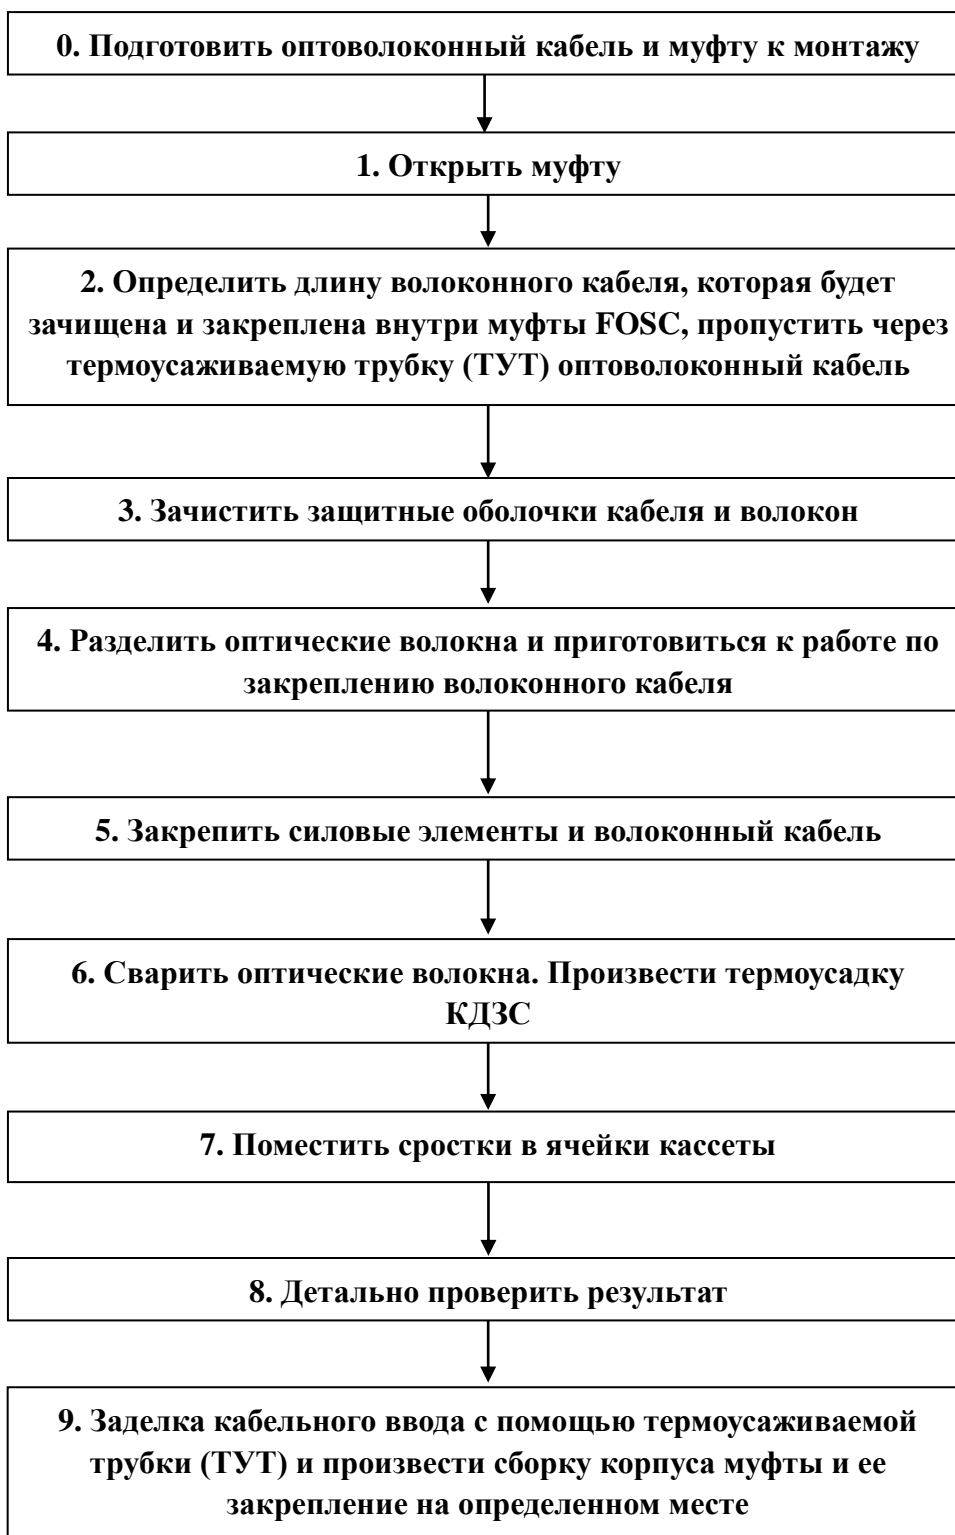 0. Подготовить оптоволоконный кабель и муфту к монтажу
1. Открыть муфту
2. Определить длину волоконного кабеля, которая будет
зачищена и закреплена внутри муфты FOSC, пропустить через
термоусаживаемую трубку (ТУТ) оптоволоконный кабель
3. Зачистить защитные оболочки кабеля и волокон
4. Разделить оптические волокна и приготовиться к работе по
закреплению волоконного кабеля
5. Закрепить силовые элементы и волоконный кабель
6. Сварить оптические волокна. Произвести термоусадку
КДЗС
7. Поместить сростки в ячейки кассеты
8. Детально проверить результат
9. Заделка кабельного ввода с помощью термоусаживаемой
трубки (ТУТ) и произвести сборку корпуса муфты и ее
закрепление на определенном месте